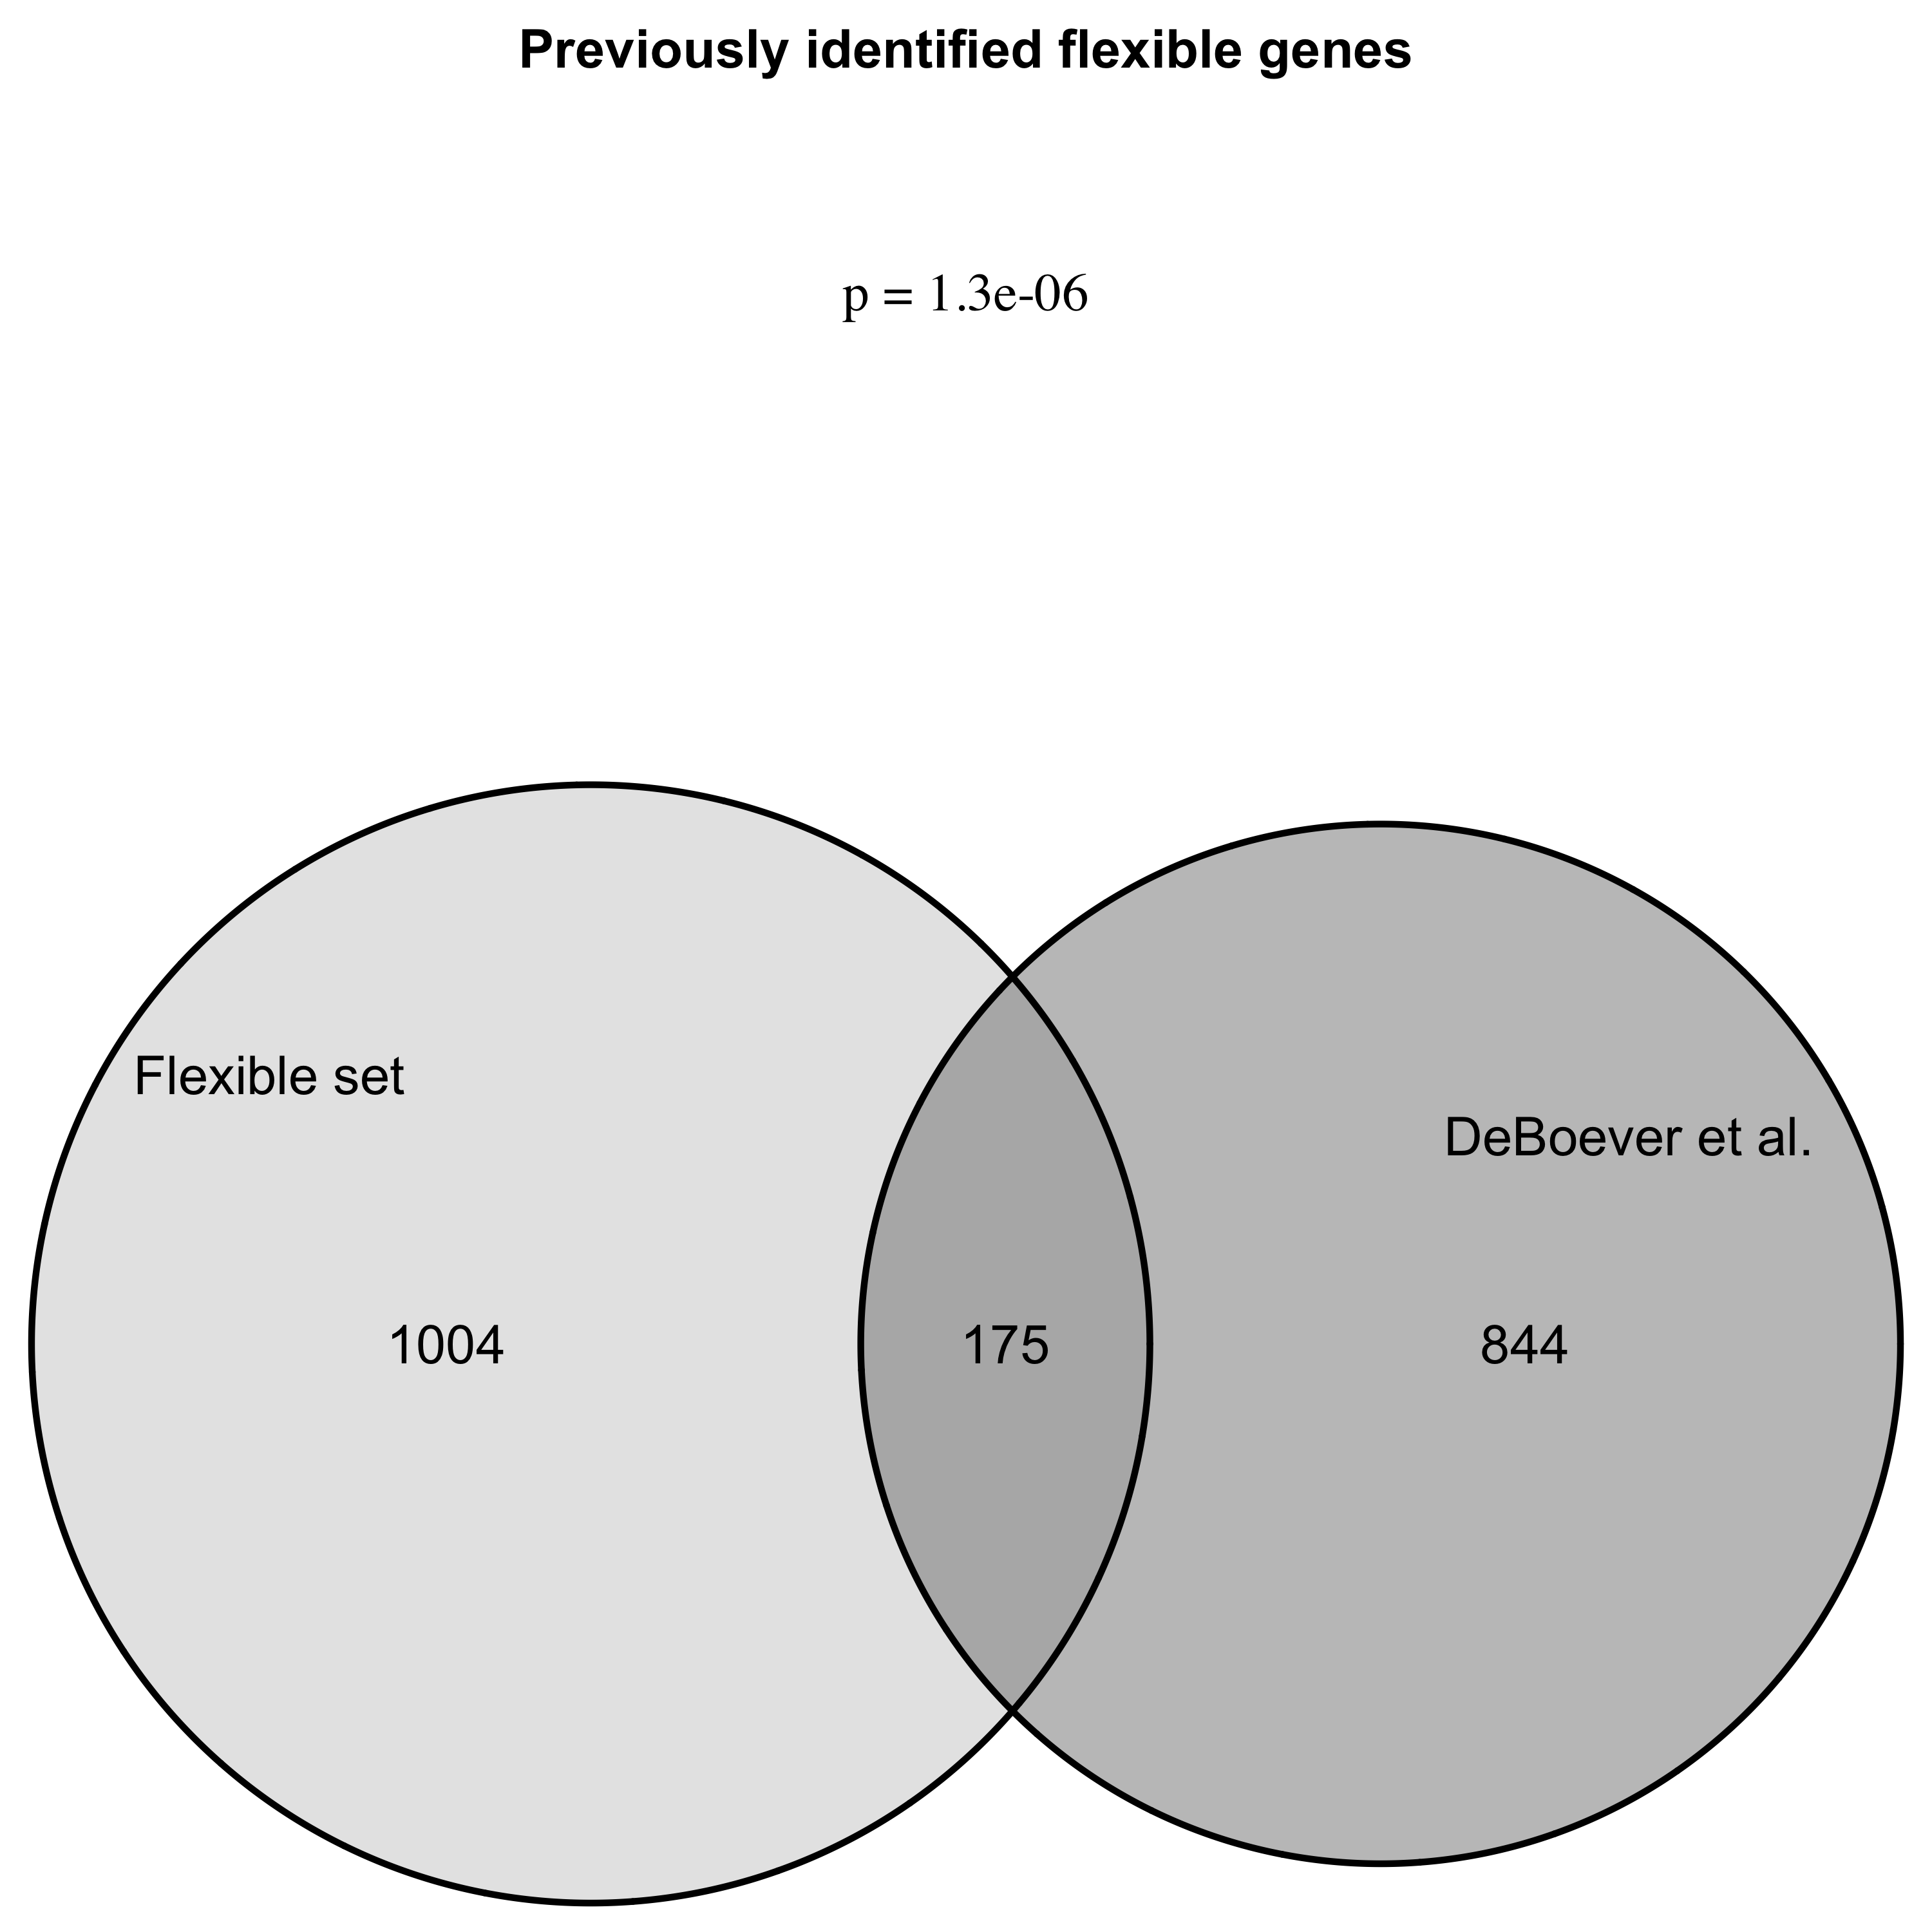 Previously identified flexible genes
p = 1.3e-06
Flexible set
DeBoever et al.
1004 175 844